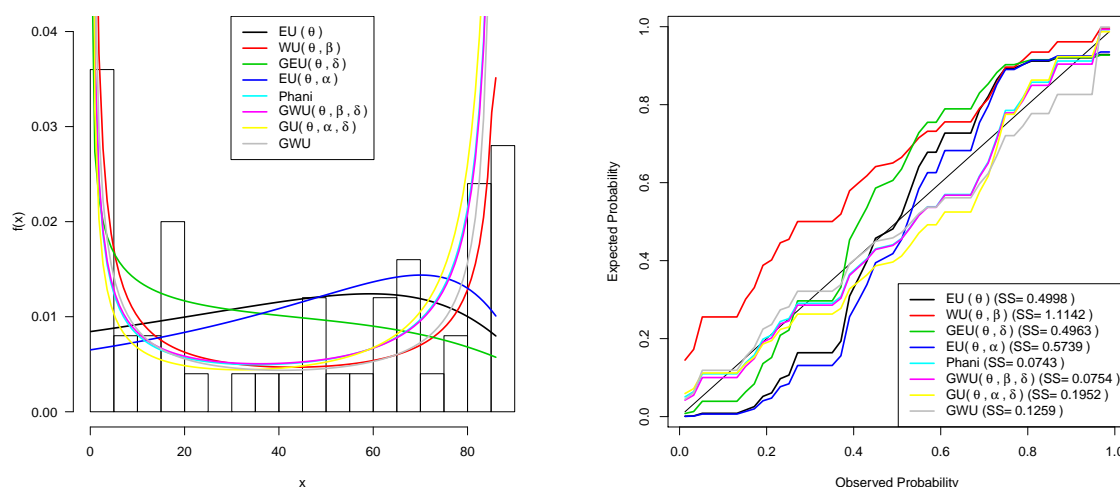 0.04
0.03
0.02
0.01
0.00
f(x)
0
20
40
60
80
x
EU ( θ )
WU( θ , β )
GEU( θ , δ )
EU( θ , α )
Phani
GWU( θ , β , δ )
GU( θ , α , δ )
GWU
1.0
0.8
0.6
0.4
0.2
0.0
Expected Probability
0.0
0.2
0.4
0.6
0.8
1.0
Observed Probability
EU ( θ ) (SS= 0.4998 )
WU( θ , β ) (SS= 1.1142 )
GEU( θ , δ ) (SS= 0.4963 )
EU( θ , α ) (SS= 0.5739 )
Phani (SS= 0.0743 )
GWU( θ , β , δ ) (SS= 0.0754 )
GU( θ , α , δ ) (SS= 0.1952 )
GWU (SS= 0.1259 )